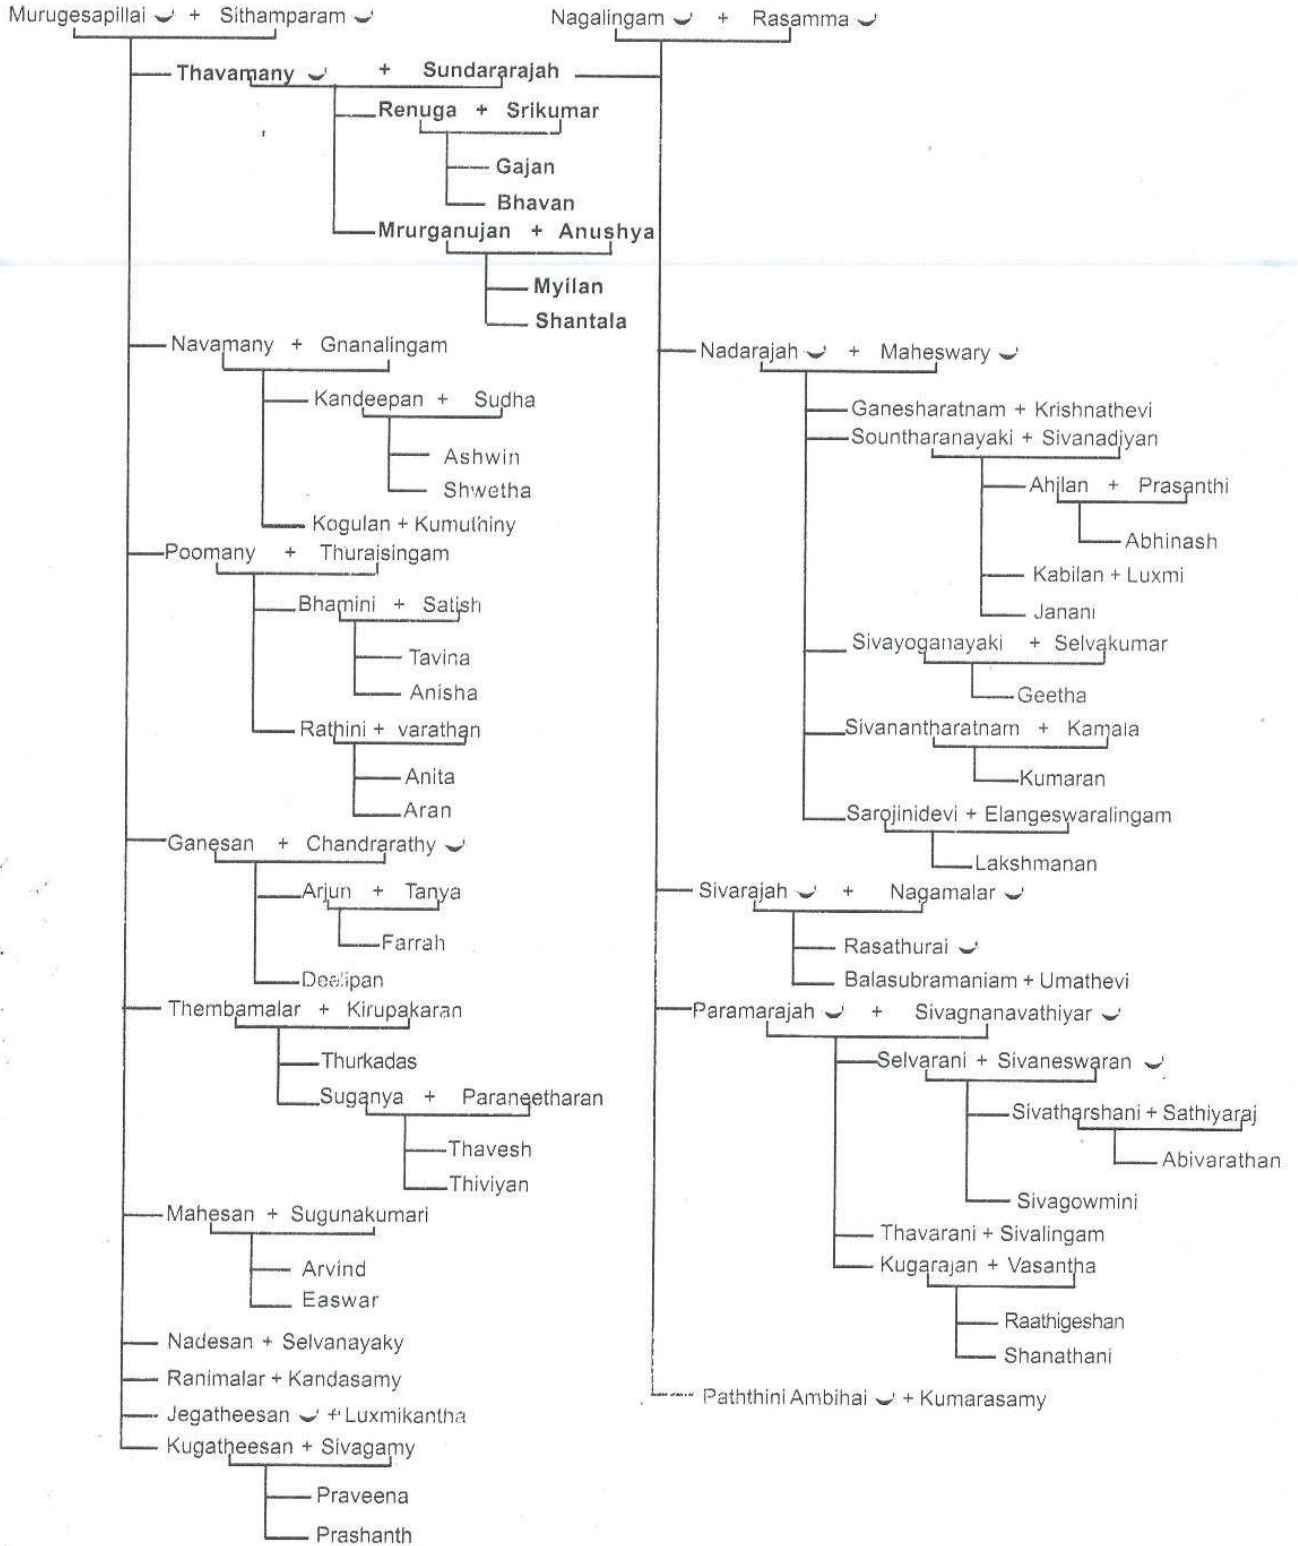 Murugesapillai + Sithamparam
Thavamany + Sundararajah
Renuga + Srikumar
Gajan
Bhavan
Mrurganujan + Anushya
Myilan
Shantala
Navamany + Gnanalingam
Kandeepan + Sudha
Ashwin
Shwetha
Kogulan + Kumuthiny
Poomany + Thuraisingam
Bhamini + Satish
Tavina
Anisha
Rathini + varathan
Anita
Aran
Ganesan + Chandrarathy
Arjun + Tanya
Farrah
Thembamalar + Kirupakaran
Thurkadas
Suganya + Paraneetharan
Thavesh
Thiviyan
Mahesan + Sugunakumari
Arvind
Easwar
Nadesan + Selvanayaky
Ranimalar + Kandasamy
Jegatheesan + Luxmikantha
Kugatheesan + Sivagamy
Praveena
Prashanth
Nagalingam + Rasamma
Nadarajah + Maheswary
Ganesharatnam + Krishnathevi
Sountharanayaki + Sivanadiyan
Ahilan + Prasanthi
Abhinash
Kabilan + Luxmi
Janani
Sivayoganayaki + Selvakumar
Geetha
Sivanantharatnam + Kamala
Kumaran
Sarojinidevi + Elangeswaralingam
Lakshmanan
Sivarajah + Nagamalar
Rasathurai
Balasubramaniam + Umathevi
Paramarajah + Sivagnanavathiyar
Selvarani + Sivaneswaran
Sivatharshani + Sathiyaraj
Abivarathan
Sivagowmini
Thavarani + Sivalingam
Kugarajan + Vasantha
Raathigeshan
Shanathani
Paththini Ambihai + Kumarasamy